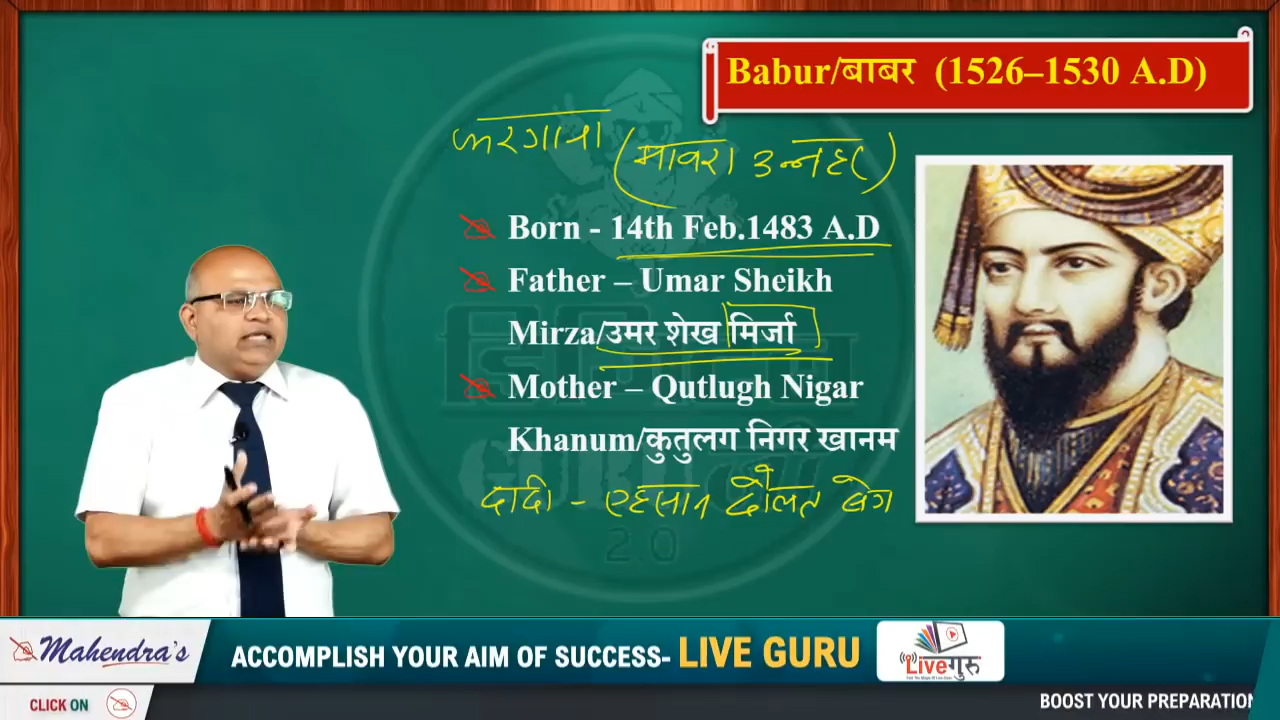 Babur/बाबर (1526–1530 A.D)
फरगाना
(मावरा उन्नहर)
Born - 14th Feb.1483 A.D
Father – Umar Sheikh
Mirza/उमर शेख मिर्जा
Mother – Qutlugh Nigar
Khanum/कुतुलग निगर खानम
दादी - एहसान दौलत बेग
2.0
Mahendra's
ACCOMPLISH YOUR AIM OF SUCCESS- LIVE GURU
Liveगुरु
CLICK ON
BOOST YOUR PREPARATION